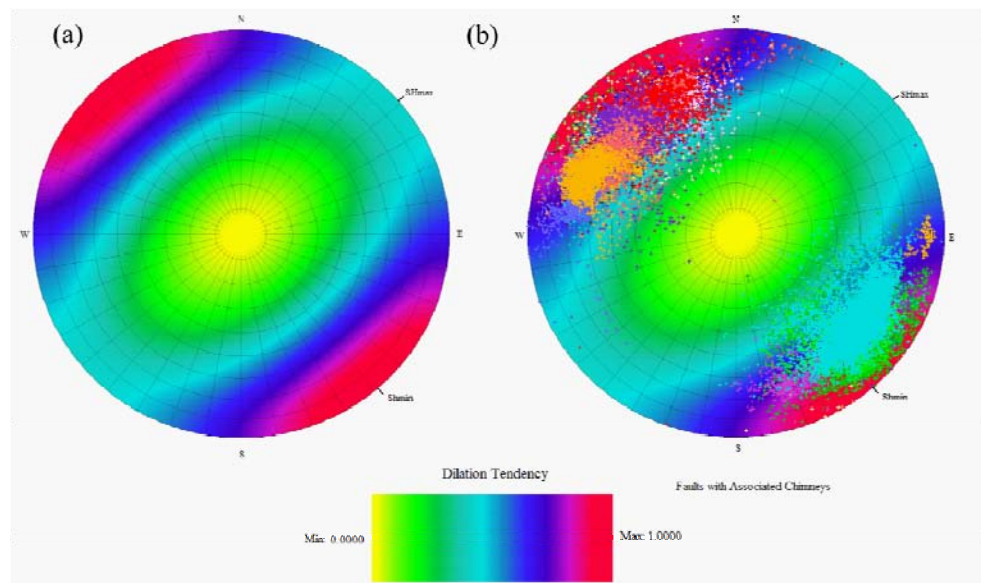 (a)
(b)
N
N
SHmax
SHmax
W
E
W
E
Shmin
Shmin
S
S
Dilation Tendency
Faults with Associated Chimneys
Min: 0.0000
Max: 1.0000